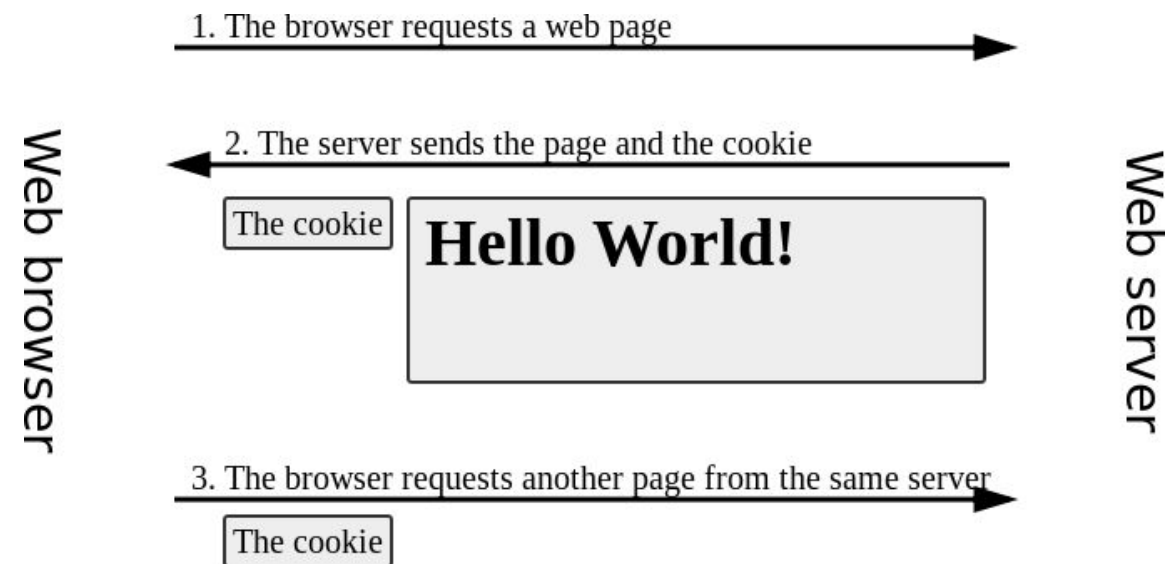 1. The browser requests a web page
2. The server sends the page and the cookie
The cookie
Hello World!
Web browser
Web server
3. The browser requests another page from the same server
The cookie